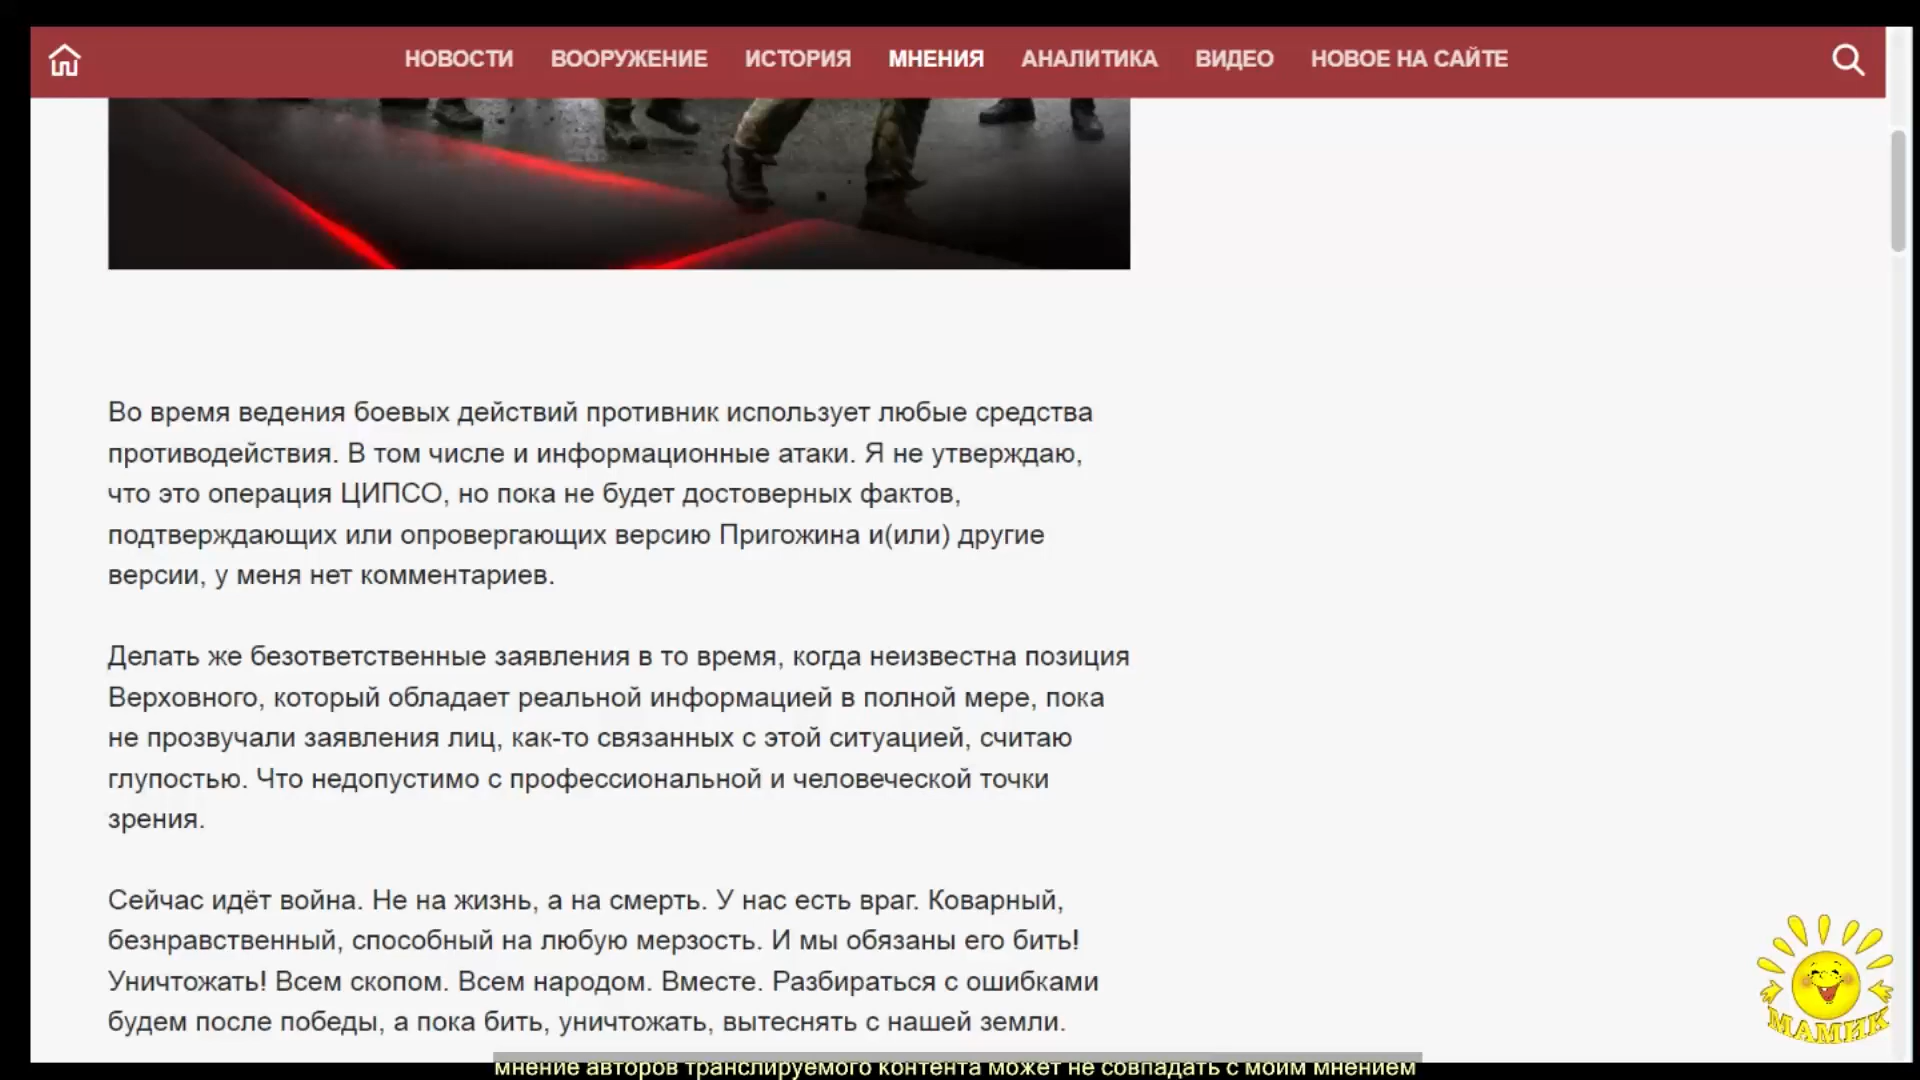 НОВОСТИ ВООРУЖЕНИЕ ИСТОРИЯ МНЕНИЯ АНАЛИТИКА ВИДЕО НОВОЕ НА САЙТЕ
Во время ведения боевых действий противник использует любые средства
противодействия. В том числе и информационные атаки. Я не утверждаю,
что это операция ЦИПСО, но пока не будет достоверных фактов,
подтверждающих или опровергающих версию Пригожина и(или) другие
версии, у меня нет комментариев.
Делать же безответственные заявления в то время, когда неизвестна позиция
Верховного, который обладает реальной информацией в полной мере, пока
не прозвучали заявления лиц, как-то связанных с этой ситуацией, считаю
глупостью. Что недопустимо с профессиональной и человеческой точки
зрения.
Сейчас идёт война. Не на жизнь, а на смерть. У нас есть враг. Коварный,
безнравственный, способный на любую мерзость. И мы обязаны его бить!
Уничтожать! Всем скопом. Всем народом. Вместе. Разбираться с ошибками
будем после победы, а пока бить, уничтожать, вытеснять с нашей земли.
МАМИК
мнение авторов транслируемого контента может не совпадать с моим мнением